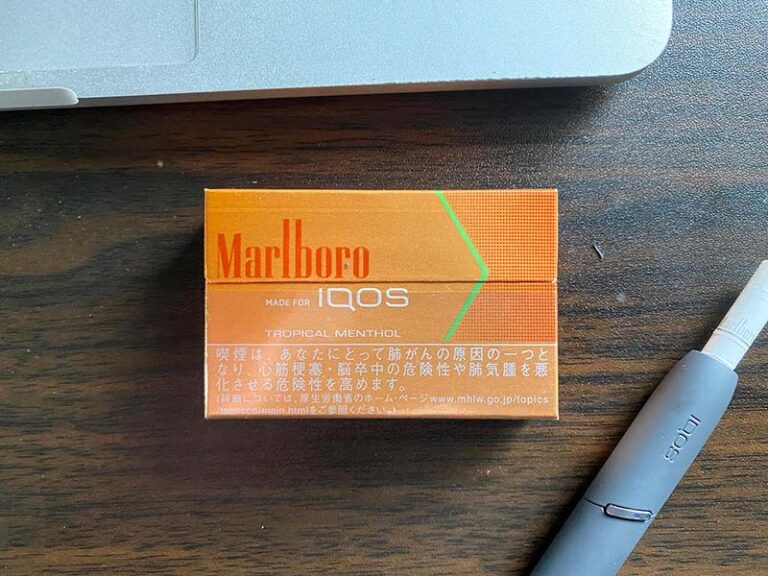 Marlboro
MADE FOR IQOS
TROPICAL MENTHOL
喫煙は、あなたにとって肺がんの原因の一つと
なり、心筋梗塞・脳卒中の危険性や肺気腫を悪
化させる危険性を高めます。
(詳細については、厚生労働省のホーム・ページwww.mhlw.go.jp/topics
/tobacco/main.htmlをご参照ください。)
IQOS